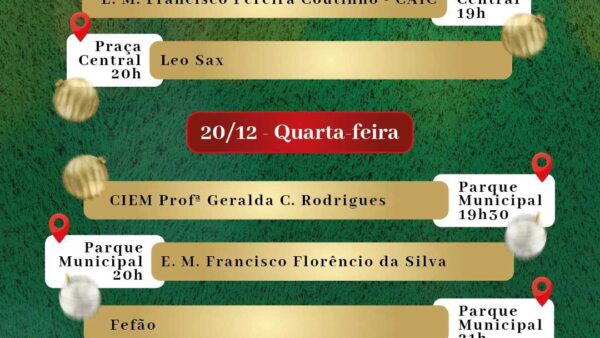 E. M. Francisco Pereira Coutinho - CAIC
Central
19h
Praça
Central
20h
Leo Sax
20/12 - Quarta-feira
CIEM Profª Geralda C. Rodrigues
Parque
Municipal
19h30
Parque
Municipal
20h
E. M. Francisco Florêncio da Silva
Fefão
Parque
Municipal
21h